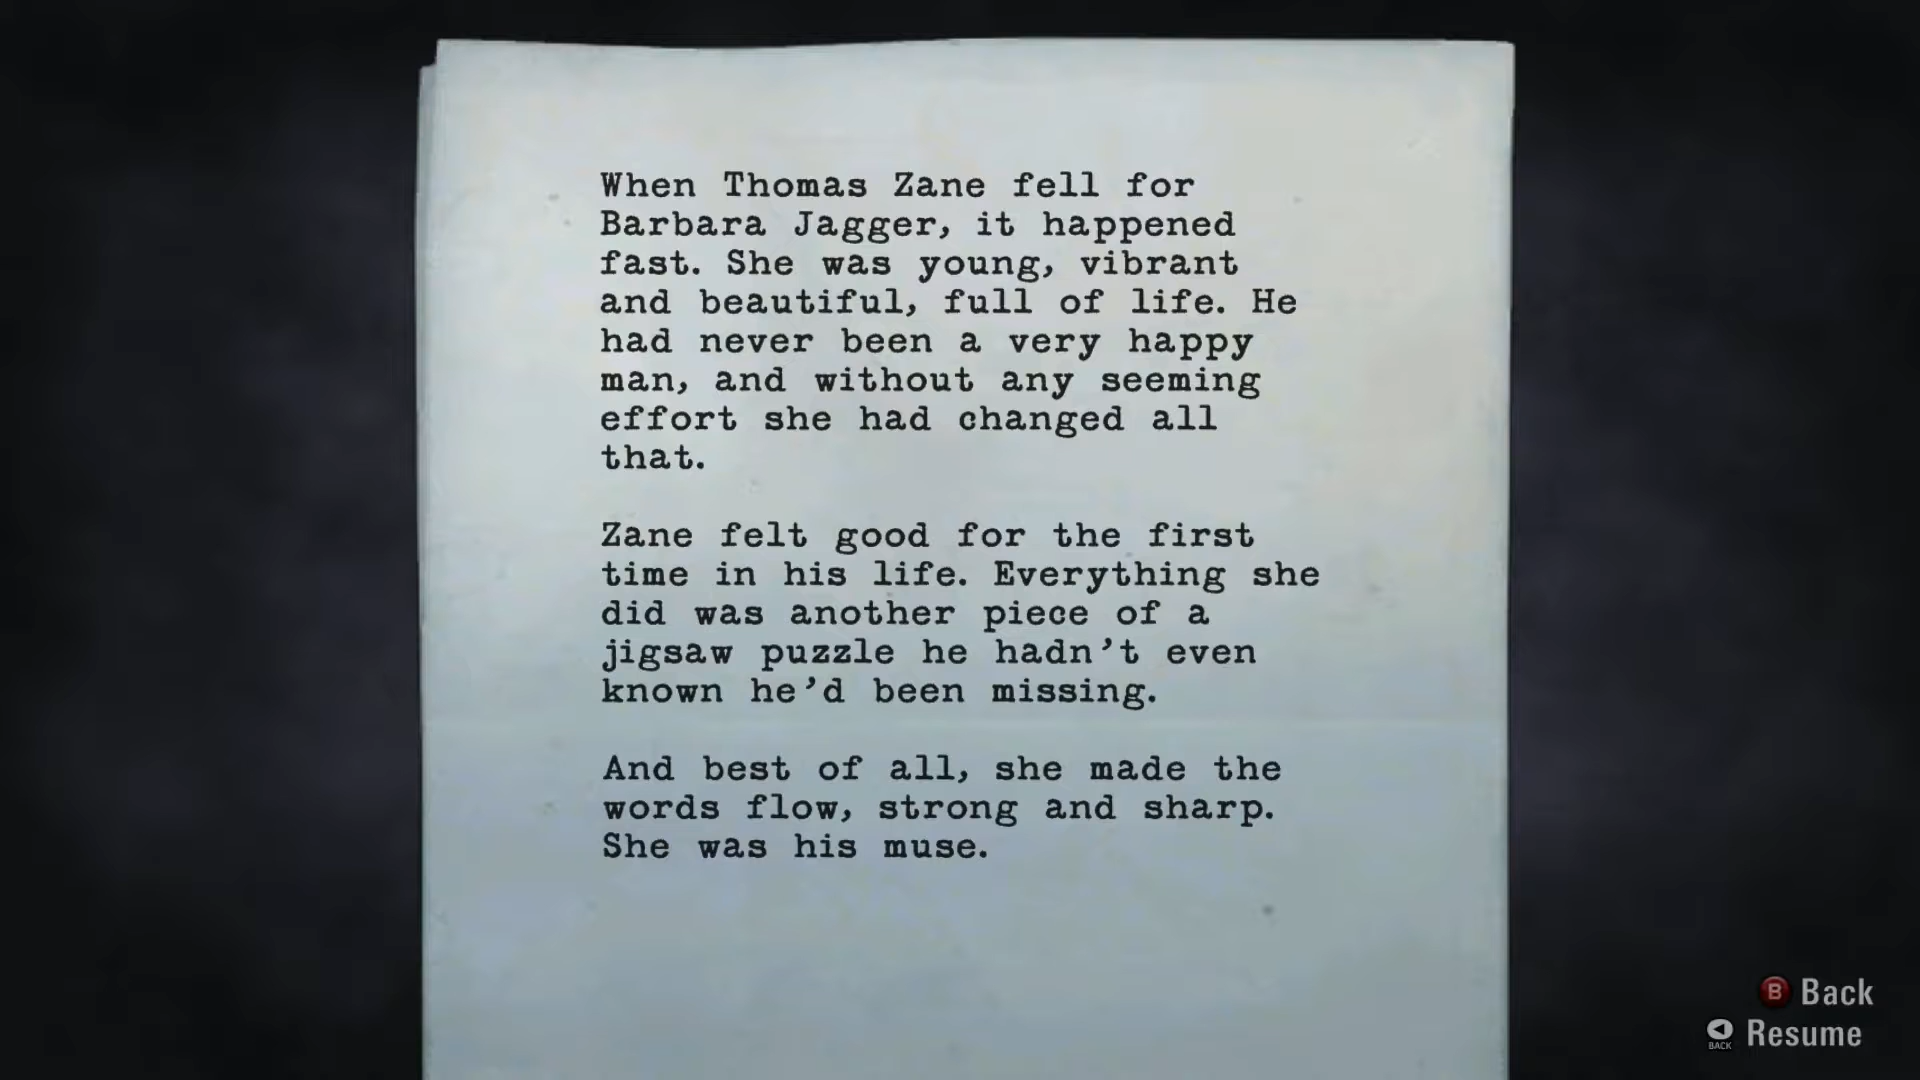 When Thomas Zane fell for
Barbara Jagger, it happened
fast. She was young, vibrant
and beautiful, full of life. He
had never been a very happy
man, and without any seeming
effort she had changed all
that.
Zane felt good for the first
time in his life. Everything she
did was another piece of a
jigsaw puzzle he hadn’t even
known he’d been missing.
And best of all, she made the
words flow, strong and sharp.
She was his muse.
B Back
BACK Resume